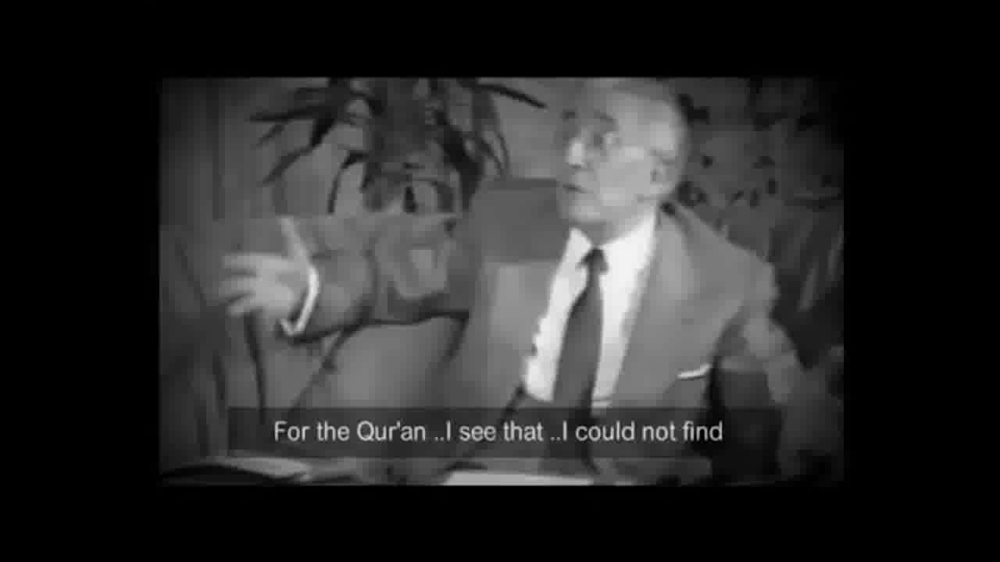 For the Qur'an ..I see that ..I could not find